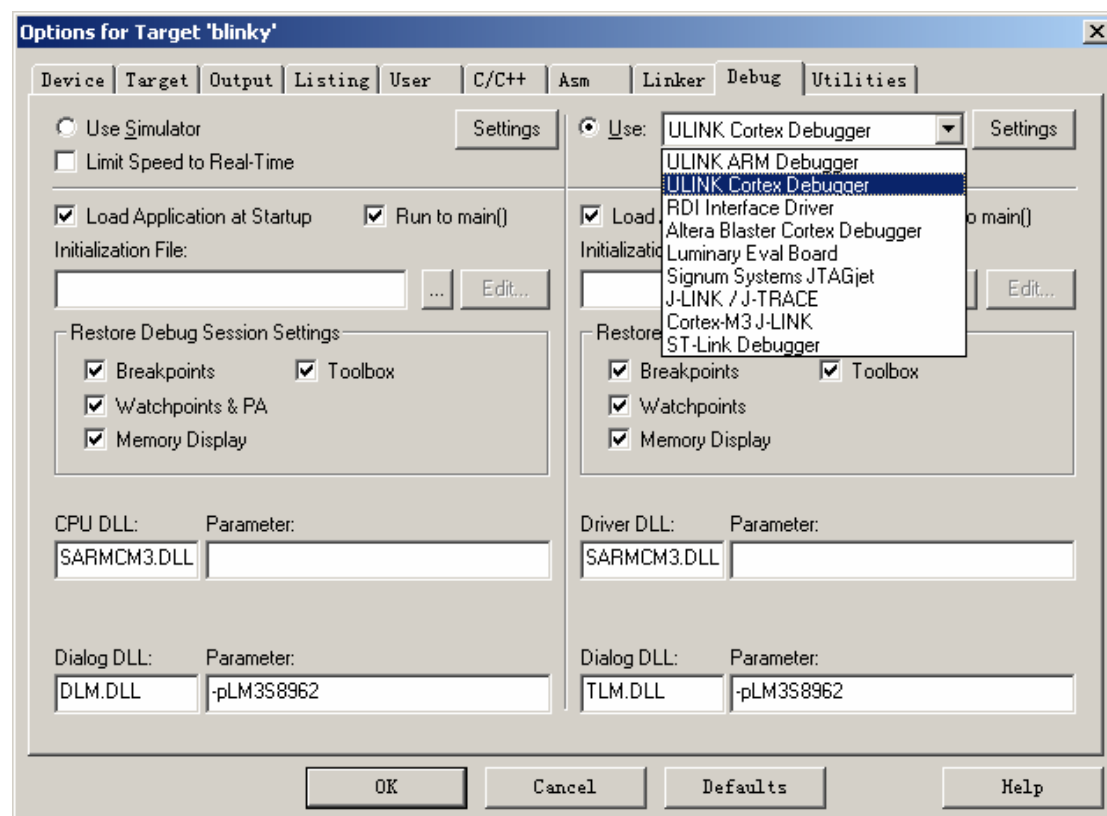 Options for Target 'blinky'
Device Target Output Listing User C/C++ Asm Linker Debug Utilities
Use Simulator Settings
Limit Speed to Real-Time
Use: ULINK Cortex Debugger Settings
ULINK ARM Debugger
ULINK Cortex Debugger
RDI Interface Driver
Altera Blaster Cortex Debugger
Luminary Eval Board
Signum Systems JTAGjet
J-LINK / J-TRACE
Cortex-M3 J-LINK
ST-Link Debugger
Load Application at Startup Run to main()
Initialization File:
... Edit...
Restore Debug Session Settings
Breakpoints Toolbox
Watchpoints & PA
Memory Display
CPU DLL: Parameter:
SARMCM3.DLL
Dialog DLL: Parameter:
DLM.DLL -pLM3S8962
Load o main()
Initializatio
Edit...
Restore
Breakpoints Toolbox
Watchpoints
Memory Display
Driver DLL: Parameter:
SARMCM3.DLL
Dialog DLL: Parameter:
TLM.DLL -pLM3S8962
OK Cancel Defaults Help